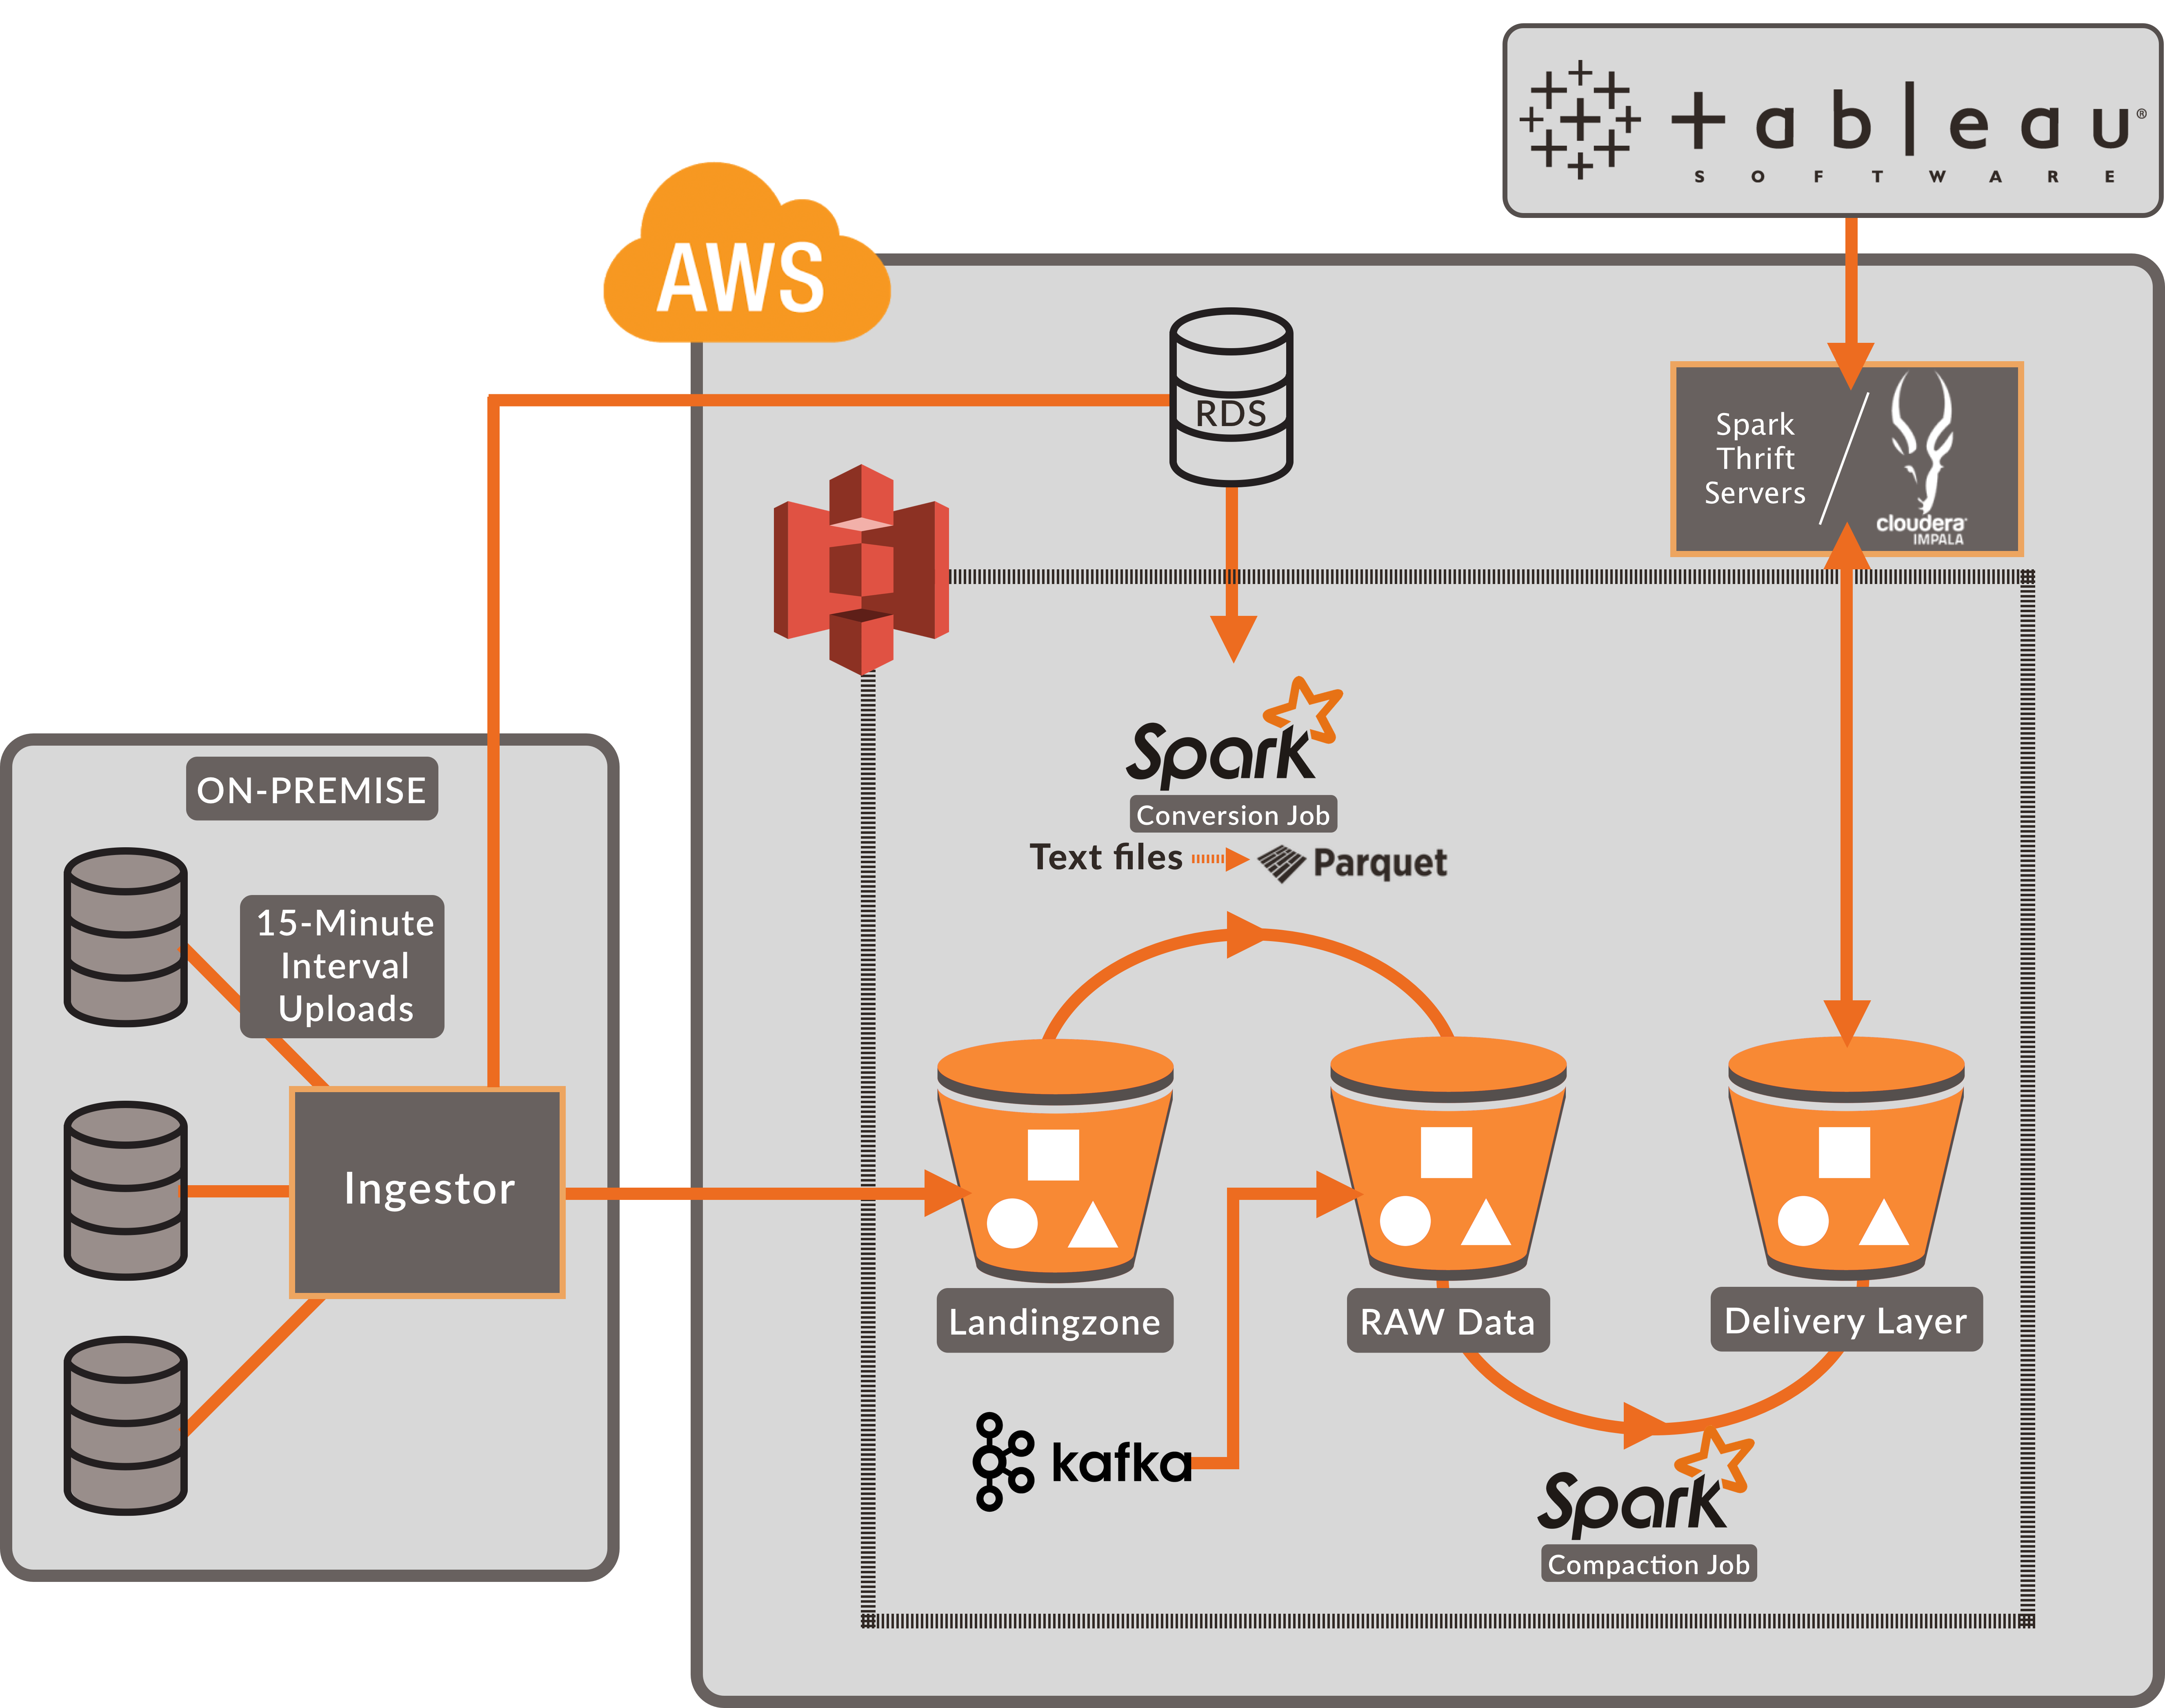 +ableau®
SOFTWARE
AWS
RDS
Spark
Thrift
Servers
cloudera®
IMPALA
Spark
Conversion Job
Text files
Parquet
ON-PREMISE
15-Minute
Interval
Uploads
Ingestor
Landingzone
RAW Data
Delivery Layer
kafka
Spark
Compaction Job